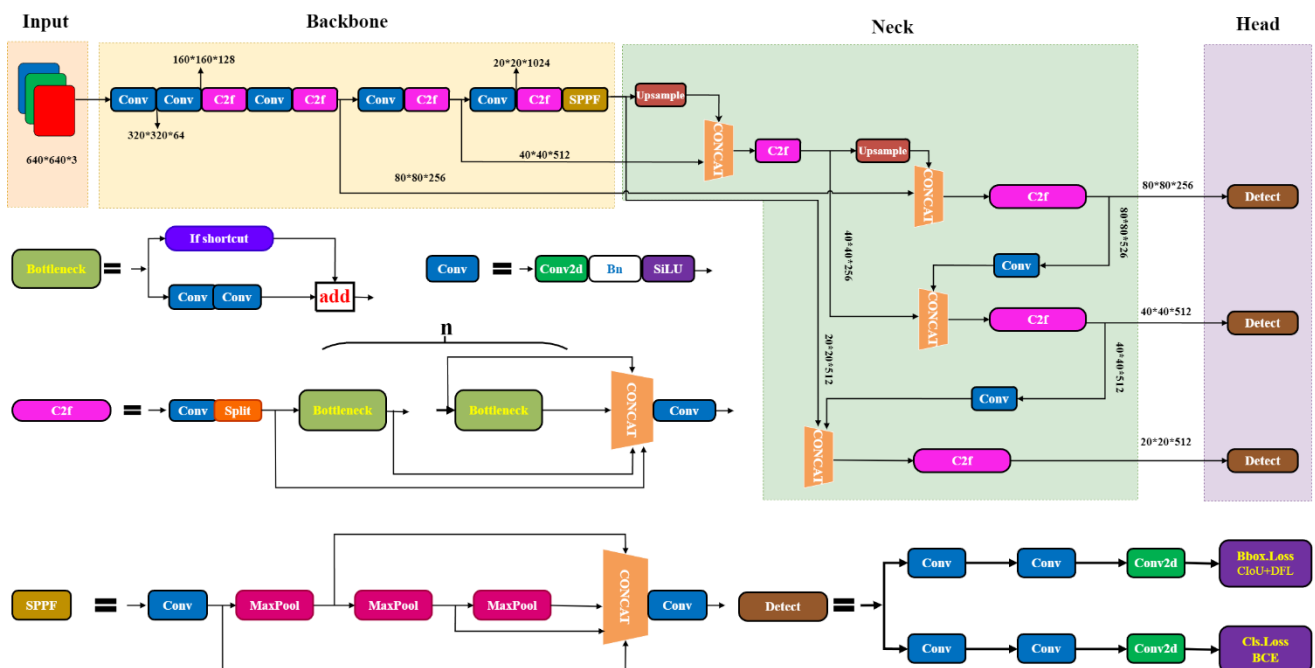 Input
Backbone
Neck
Head
160*160*128
20*20*1024
Conv Conv C2f Conv C2f
Conv C2f
Conv C2f SPPF
Upsample
320*320*64
640*640*3
40*40*512
80*80*256
CONCAT
C2f
Upsample
CONCAT
C2f
80*80*256
Detect
80*80*526
40*40*256
Conv
CONCAT
C2f
40*40*512
Detect
40*40*512
20*20*512
Conv
CONCAT
C2f
20*20*512
Detect
Bottleneck
=
If shortcut
Conv Conv
add
Conv
=
Conv2d Bn SiLU
n
C2f
=
Conv Split
Bottleneck
Bottleneck
CONCAT
Conv
SPPF
=
Conv
MaxPool
MaxPool
MaxPool
CONCAT
Conv
Detect
=
Conv
Conv
Conv2d
Bbox.Loss
CIoU+DFL
Conv
Conv
Conv2d
Cls.Loss
BCE